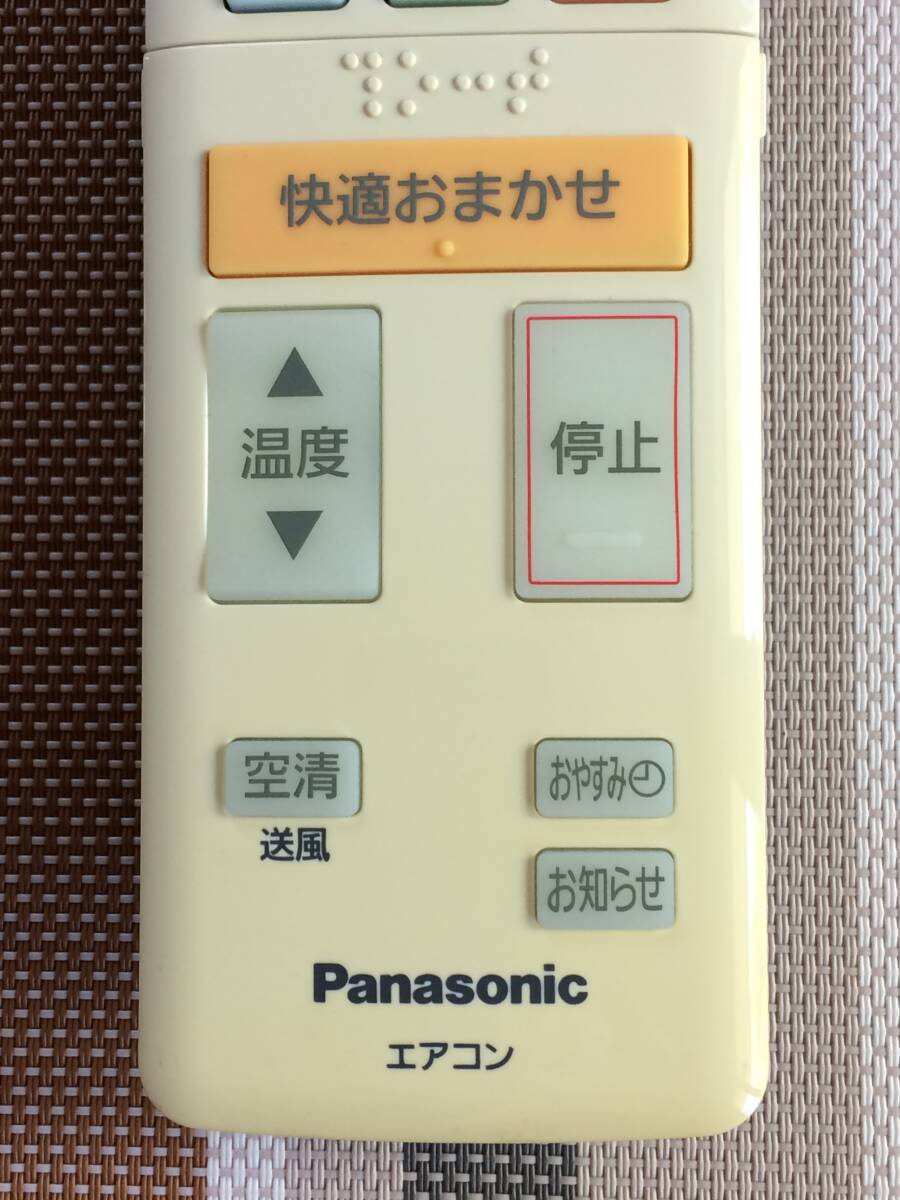 快適おまかせ
▲
温度
▼
停止
空清
送風
おやすみ
お知らせ
Panasonic
エアコン